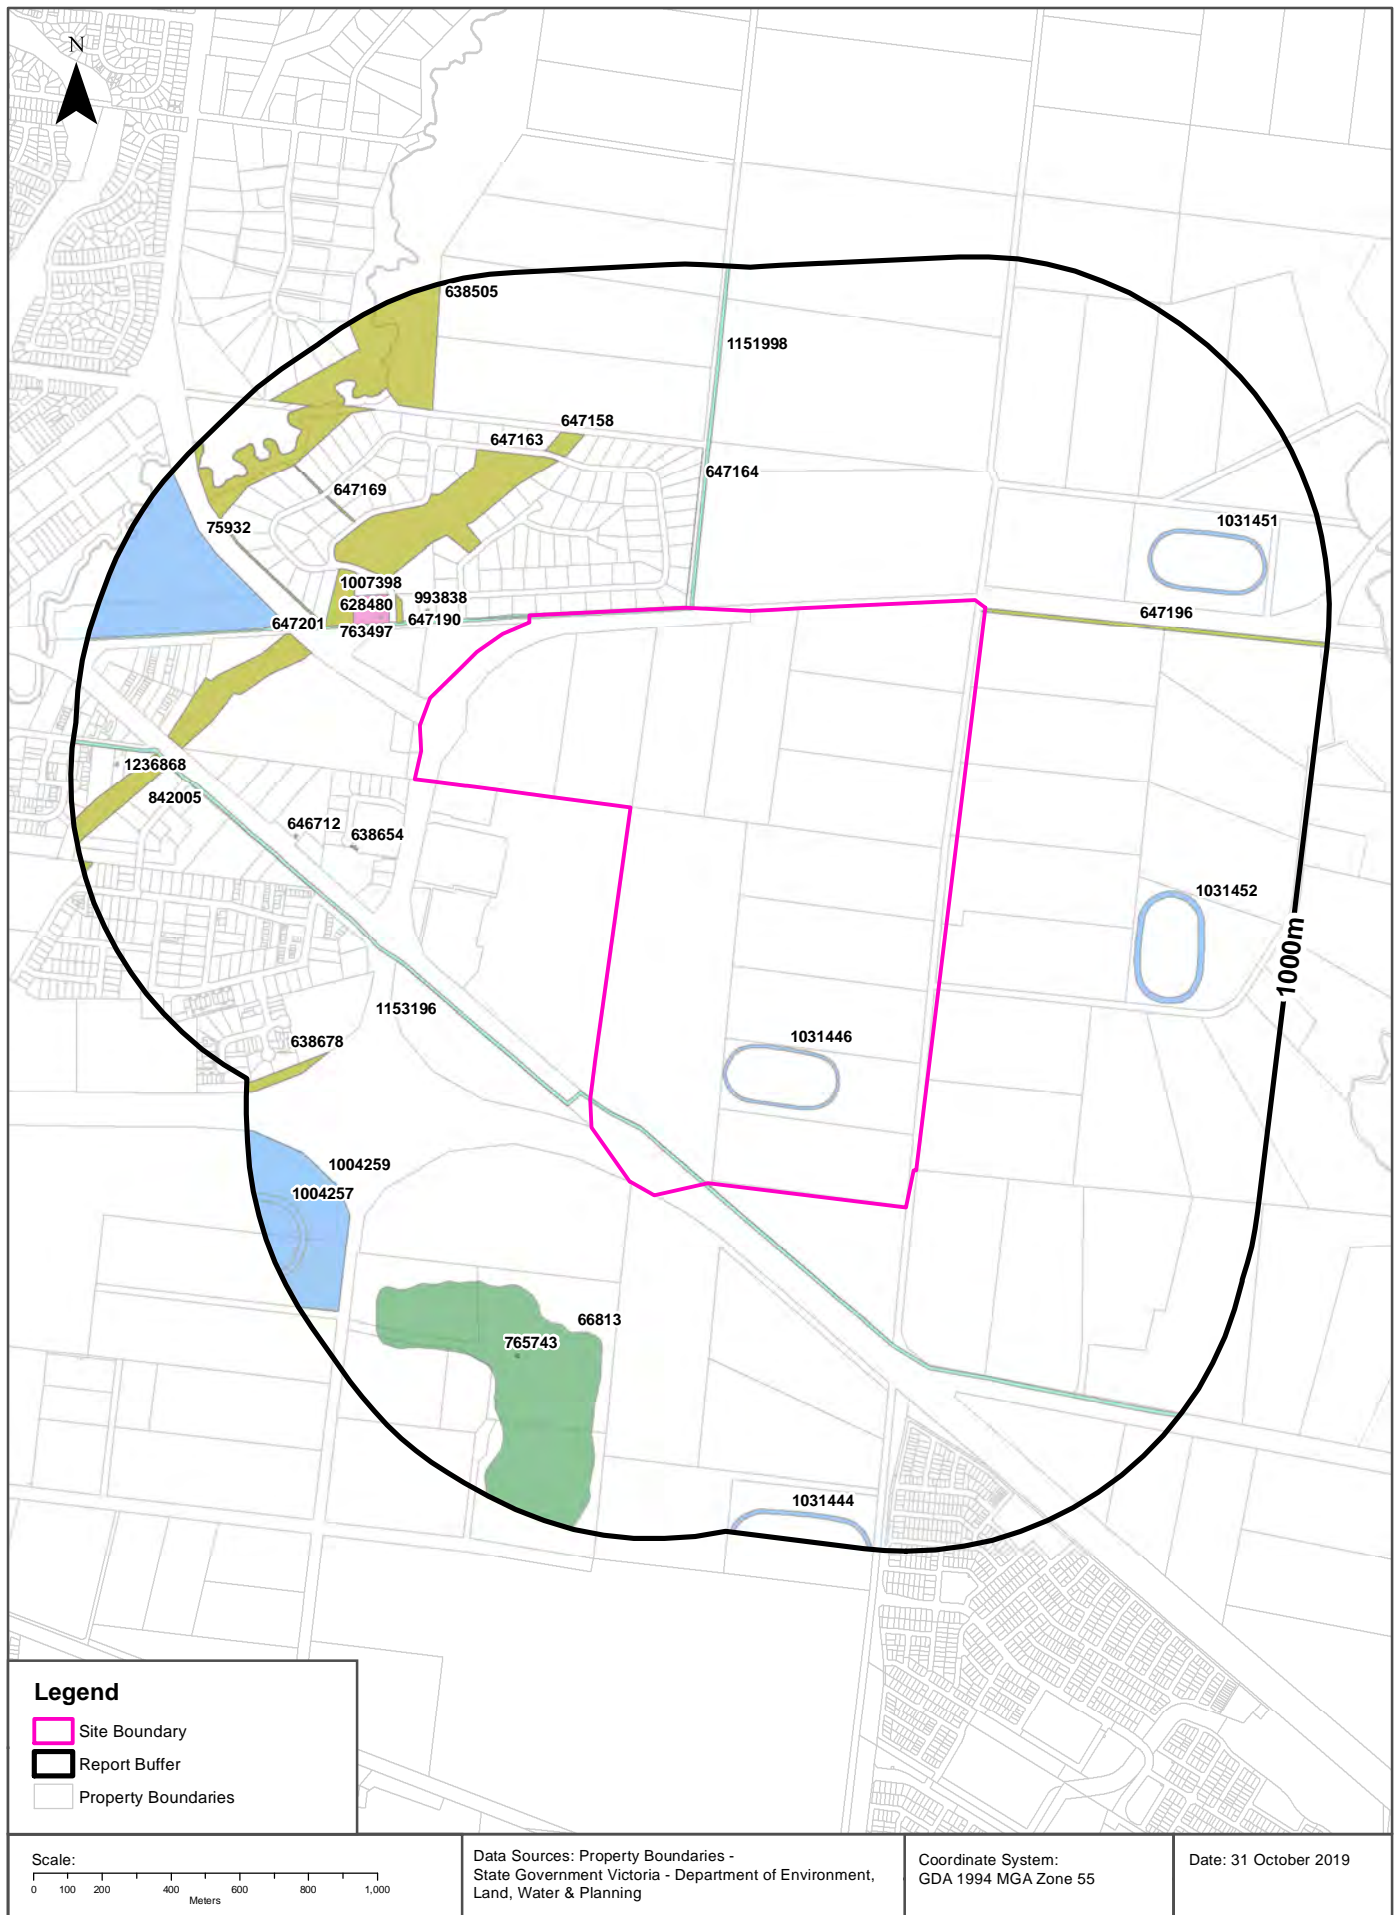 N
638505
1151998
647158
647163
647164
647169
75932
1031451
1007398
993838
628480
647190
647201
763497
647196
1236868
842005
646712
638654
1031452
1000m
1153196
638678
1031446
1004259
1004257
66813
765743
1031444
Legend
Site Boundary
Report Buffer
Property Boundaries
Scale:
0 100 200 400 600 800 1,000
Meters
Data Sources: Property Boundaries -
State Government Victoria - Department of Environment,
Land, Water & Planning
Coordinate System:
GDA 1994 MGA Zone 55
Date: 31 October 2019